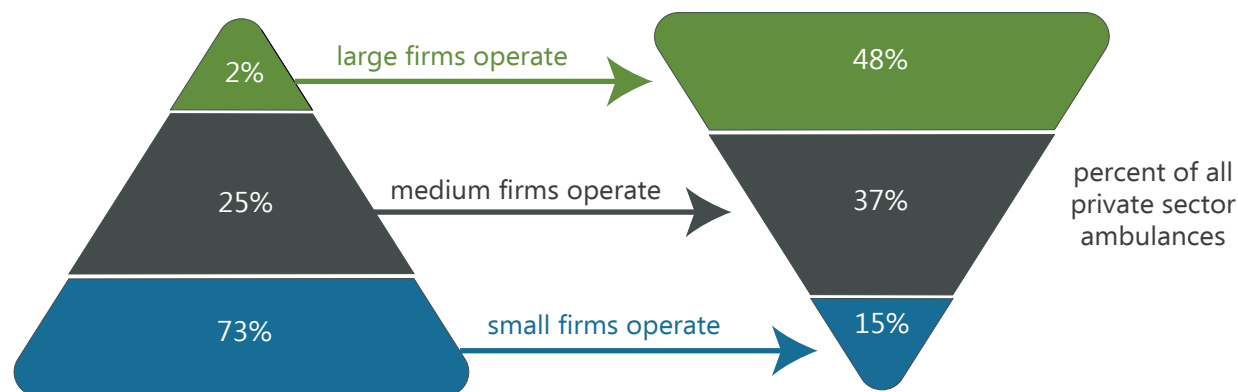 2%
large firms operate
48%
25%
medium firms operate
37%
percent of all
private sector
ambulances
73%
small firms operate
15%